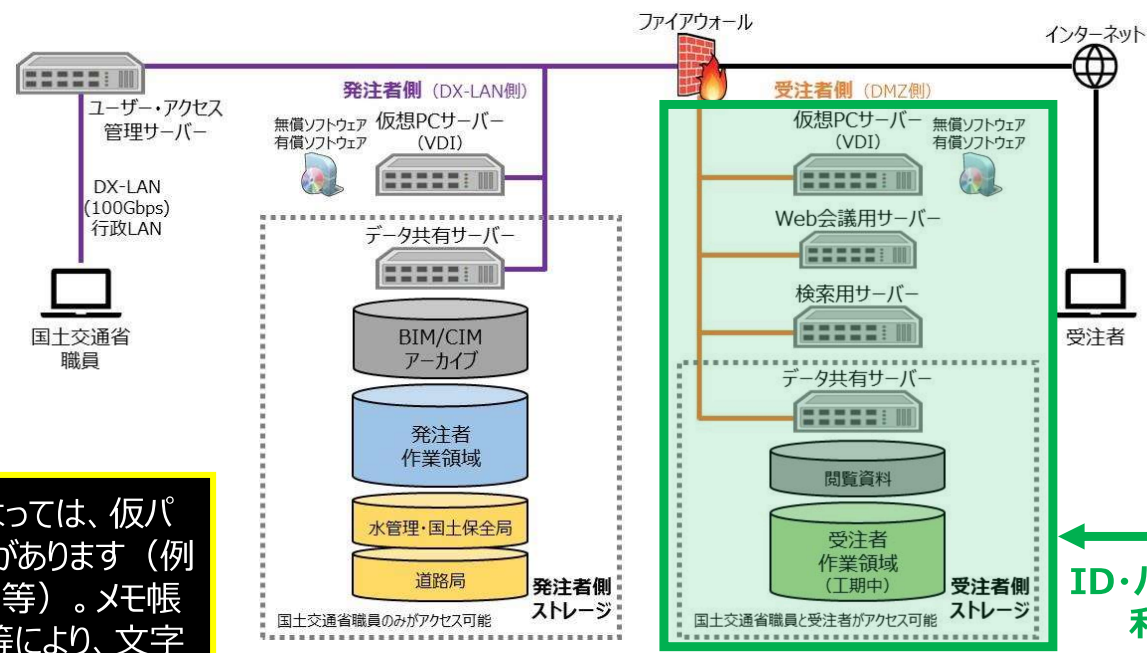 ファイアウォール
インターネット
ユーザー・アクセス
管理サーバー
DX-LAN
(100Gbps)
行政LAN
国土交通省
職員
発注者側（DX-LAN側）
無償ソフトウェア
有償ソフトウェア
仮想PCサーバー
（VDI）
データ共有サーバー
BIM/CIM
アーカイブ
発注者
作業領域
水管理・国土保全局
道路局
発注者側
ストレージ
国土交通省職員のみがアクセス可能
受注者側（DMZ側）
仮想PCサーバー
（VDI）
無償ソフトウェア
有償ソフトウェア
Web会議用サーバー
検索用サーバー
データ共有サーバー
閲覧資料
受注者
作業領域
（工期中）
受注者側
ストレージ
国土交通省職員と受注者がアクセス可能
受注者
よっては、仮パ
があります（例
等）。メモ帳
等により、文字
ID・